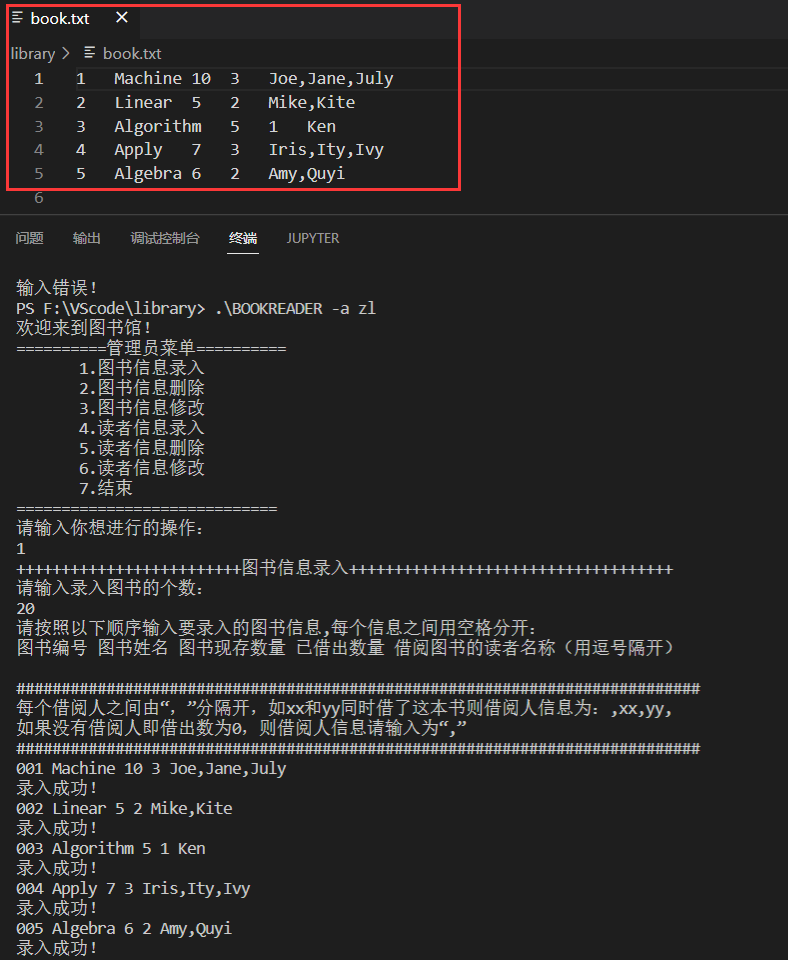 book.txt ×
library > book.txt
1 1 Machine 10 3 Joe,Jane,July
2 2 Linear 5 2 Mike,Kite
3 3 Algorithm 5 1 Ken
4 4 Apply 7 3 Iris,Ity,Ivy
5 5 Algebra 6 2 Amy,Quyi
6
问题 输出 调试控制台 终端 JUPYTER
输入错误!
PS F:\VScode\library> .\BOOKREADER -a zl
欢迎来到图书馆!
==========管理员菜单==========
1.图书信息录入
2.图书信息删除
3.图书信息修改
4.读者信息录入
5.读者信息删除
6.读者信息修改
7.结束
=============================
请输入你想进行的操作:
1
+++++++++++++++++++++++++图书信息录入++++++++++++++++++++++++++++++++++++
请输入录入图书的个数:
20
请按照以下顺序输入要录入的图书信息,每个信息之间用空格分开:
图书编号 图书姓名 图书现存数量 已借出数量 借阅图书的读者名称（用逗号隔开）
############################################################################
每个借阅人之间由“，”分隔开，如xx和yy同时借了这本书则借阅人信息为：,xx,yy,
如果没有借阅人即借出数为0，则借阅人信息请输入为“,”
############################################################################
001 Machine 10 3 Joe,Jane,July
录入成功!
002 Linear 5 2 Mike,Kite
录入成功!
003 Algorithm 5 1 Ken
录入成功!
004 Apply 7 3 Iris,Ity,Ivy
录入成功!
005 Algebra 6 2 Amy,Quyi
录入成功!